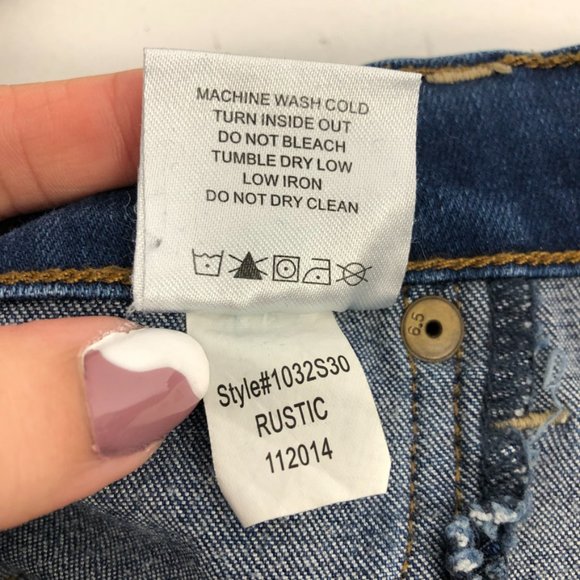 MACHINE WASH COLD
TURN INSIDE OUT
DO NOT BLEACH
TUMBLE DRY LOW
LOW IRON
DO NOT DRY CLEAN
Style#1032S30
RUSTIC
112014
6.5